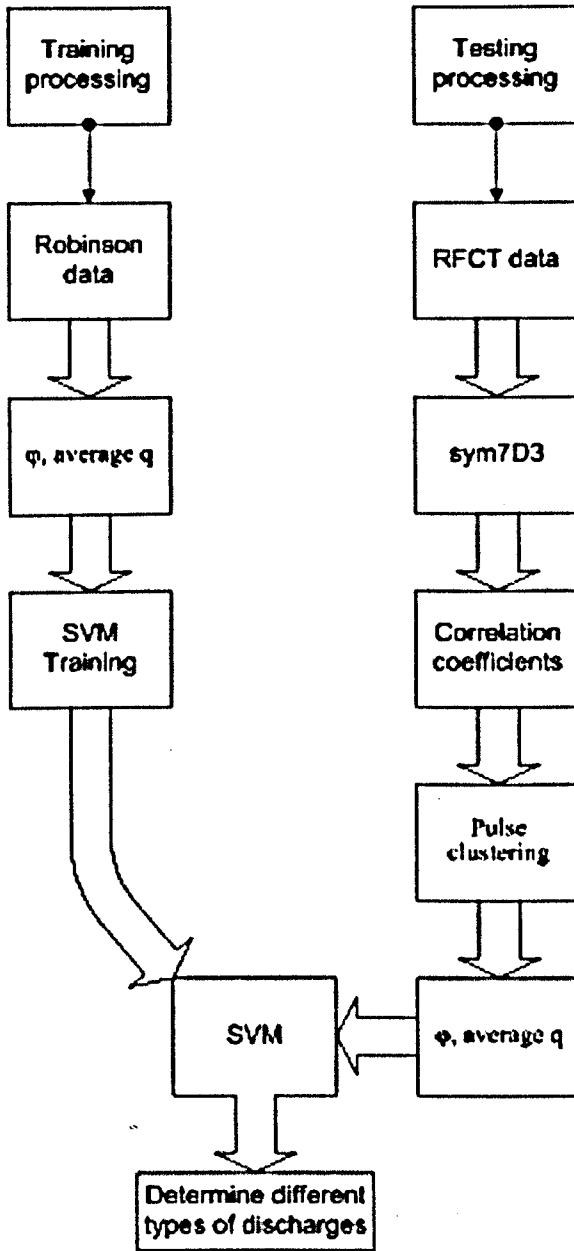 Training
processing
Robinson
data
φ, average q
SVM
Training
Testing
processing
RFCT data
sym7D3
Correlation
coefficients
Pulse
clustering
φ, average q
SVM
Determine different
types of discharges